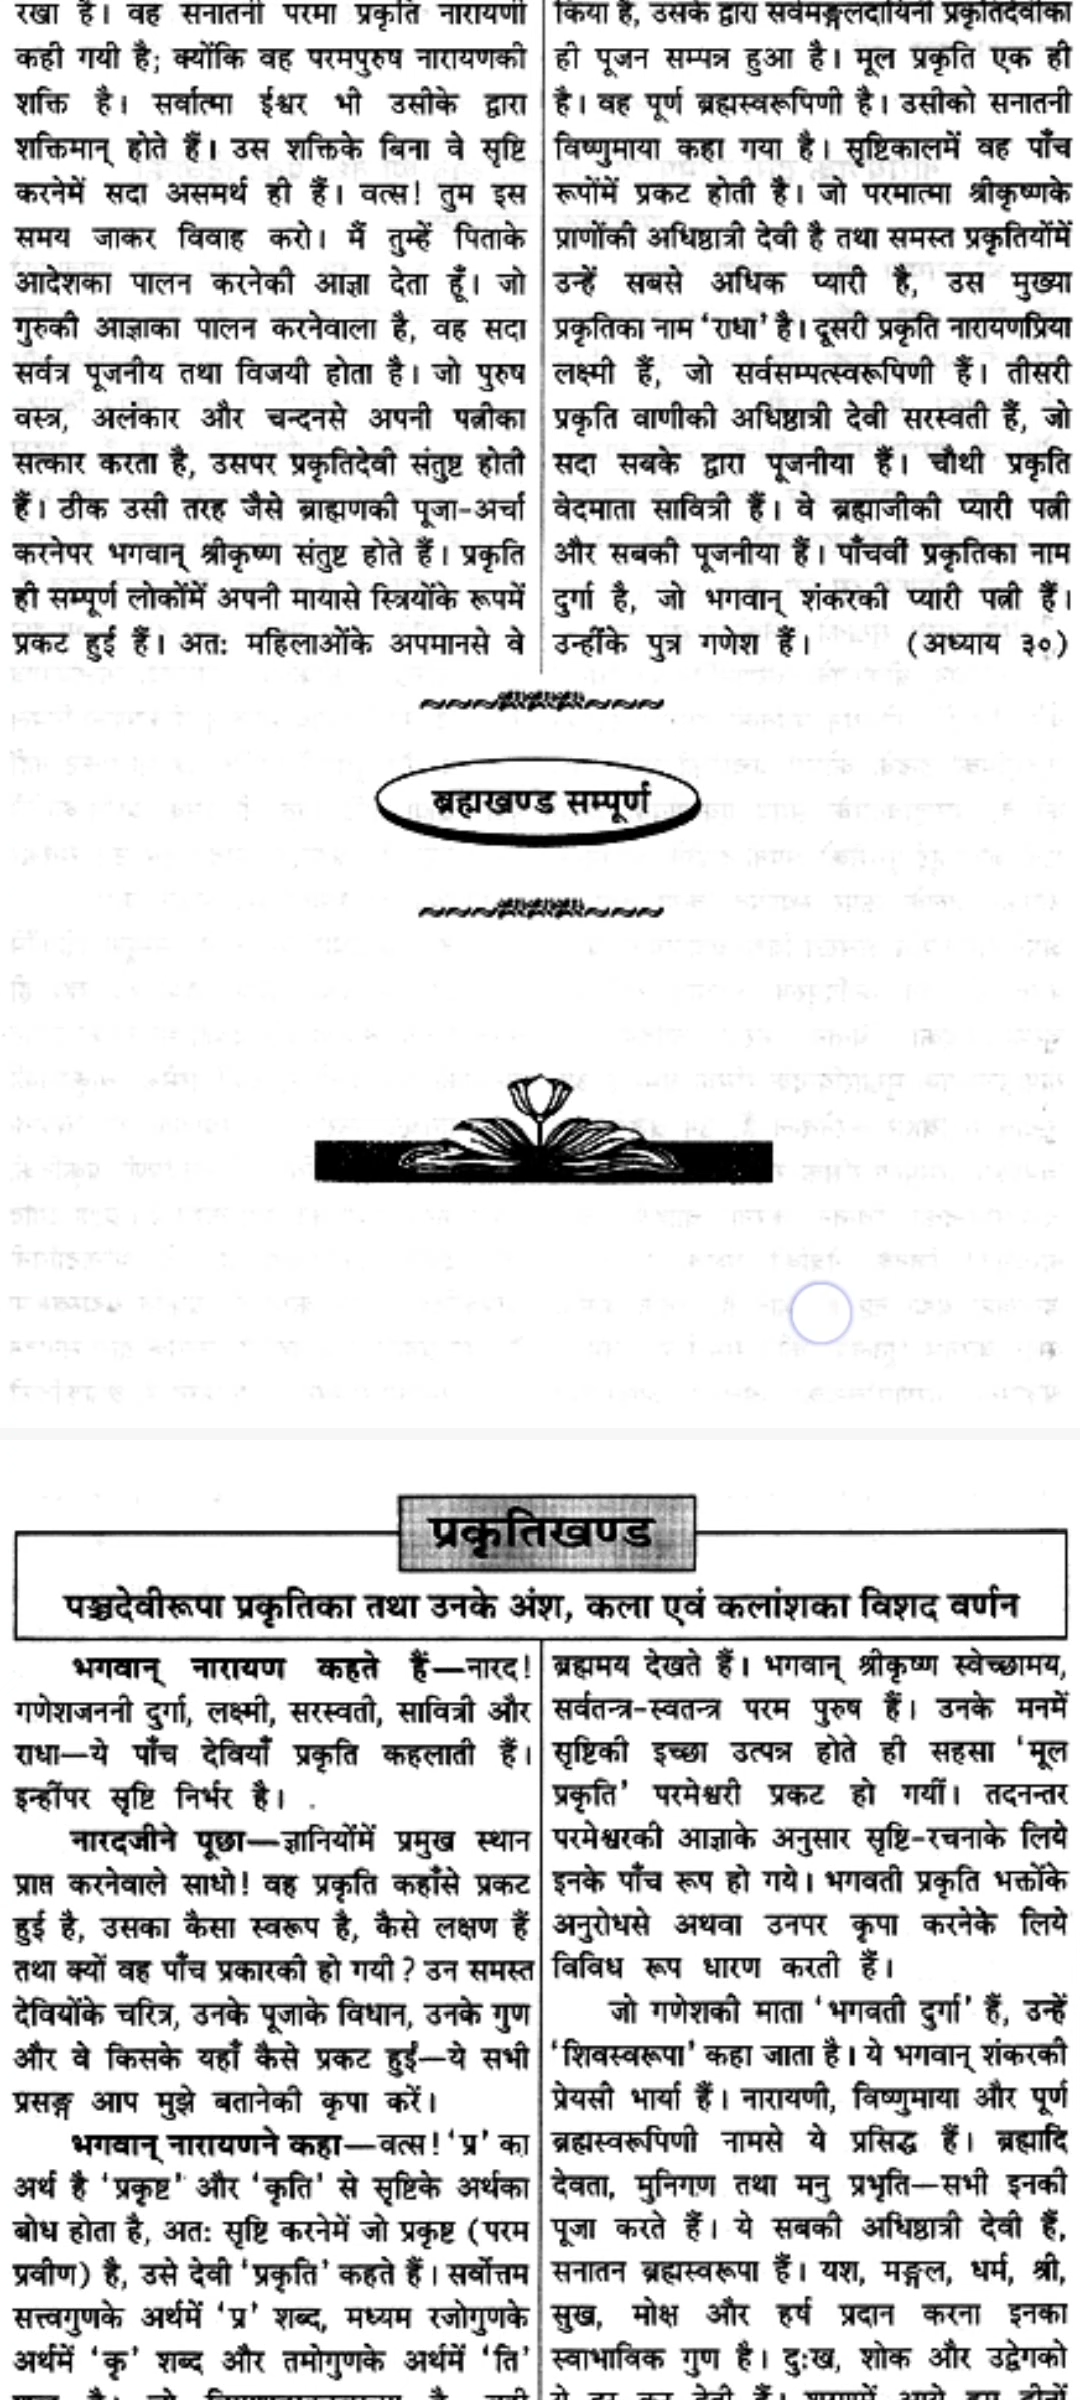 रखा है। वह सनातनी परमा प्रकृति नारायणी
कही गयी है; क्योंकि वह परमपुरुष नारायणकी
शक्ति है। सर्वात्मा ईश्वर भी उसीके द्वारा
शक्तिमान् होते हैं। उस शक्तिके बिना वे सृष्टि
करनेमें सदा असमर्थ ही हैं। वत्स! तुम इस
समय जाकर विवाह करो। मैं तुम्हें पिताके
आदेशका पालन करनेकी आज्ञा देता हूँ। जो
गुरुकी आज्ञाका पालन करनेवाला है, वह सदा
सर्वत्र पूजनीय तथा विजयी होता है। जो पुरुष
वस्त्र, अलंकार और चन्दनसे अपनी पत्नीका
सत्कार करता है, उसपर प्रकृतिदेवी संतुष्ट होती
हैं। ठीक उसी तरह जैसे ब्राह्मणकी पूजा-अर्चा
करनेपर भगवान् श्रीकृष्ण संतुष्ट होते हैं। प्रकृति
ही सम्पूर्ण लोकोंमें अपनी मायासे स्त्रियोंके रूपमें
प्रकट हुई हैं। अतः महिलाओंके अपमानसे वे
किया है, उसके द्वारा सर्वमङ्गलदायिनी प्रकृतिदेवीका
ही पूजन सम्पन्न हुआ है। मूल प्रकृति एक ही
है। वह पूर्ण ब्रह्मस्वरूपिणी है। उसीको सनातनी
विष्णुमाया कहा गया है। सृष्टिकालमें वह पाँच
रूपोंमें प्रकट होती है। जो परमात्मा श्रीकृष्णके
प्राणोंकी अधिष्ठात्री देवी है तथा समस्त प्रकृतियोंमें
उन्हें सबसे अधिक प्यारी है, उस मुख्या
प्रकृतिका नाम ‘राधा’ है। दूसरी प्रकृति नारायणप्रिया
लक्ष्मी हैं, जो सर्वसम्पत्स्वरूपिणी हैं। तीसरी
प्रकृति वाणीकी अधिष्ठात्री देवी सरस्वती हैं, जो
सदा सबके द्वारा पूजनीया हैं। चौथी प्रकृति
वेदमाता सावित्री हैं। वे ब्रह्माजीकी प्यारी पत्नी
और सबकी पूजनीया हैं। पाँचवीं प्रकृतिका नाम
दुर्गा है, जो भगवान् शंकरकी प्यारी पत्नी हैं।
उन्हींके पुत्र गणेश हैं। (अध्याय ३०)
ब्रह्मखण्ड सम्पूर्ण
प्रकृतिखण्ड
पञ्चदेवीरूपा प्रकृतिका तथा उनके अंश, कला एवं कलांशका विशद वर्णन
भगवान् नारायण कहते हैं—नारद!
गणेशजननी दुर्गा, लक्ष्मी, सरस्वती, सावित्री और
राधा—ये पाँच देवियाँ प्रकृति कहलाती हैं।
इन्हींपर सृष्टि निर्भर है।
नारदजीने पूछा—ज्ञानियोंमें प्रमुख स्थान
प्राप्त करनेवाले साधो! वह प्रकृति कहाँसे प्रकट
हुई है, उसका कैसा स्वरूप है, कैसे लक्षण हैं
तथा क्यों वह पाँच प्रकारकी हो गयी? उन समस्त
देवियोंके चरित्र, उनके पूजाके विधान, उनके गुण
और वे किसके यहाँ कैसे प्रकट हुईं—ये सभी
प्रसङ्ग आप मुझे बतानेकी कृपा करें।
भगवान् नारायणने कहा—वत्स! ‘प्र’ का
अर्थ है ‘प्रकृष्ट’ और ‘कृति’ से सृष्टिके अर्थका
बोध होता है, अतः सृष्टि करनेमें जो प्रकृष्ट (परम
प्रवीण) है, उसे देवी ‘प्रकृति’ कहते हैं। सर्वोत्तम
सत्त्वगुणके अर्थमें ‘प्र’ शब्द, मध्यम रजोगुणके
अर्थमें ‘कृ’ शब्द और तमोगुणके अर्थमें ‘ति’
ब्रह्ममय देखते हैं। भगवान् श्रीकृष्ण स्वेच्छामय,
सर्वतन्त्र-स्वतन्त्र परम पुरुष हैं। उनके मनमें
सृष्टिकी इच्छा उत्पन्न होते ही सहसा ‘मूल
प्रकृति’ परमेश्वरी प्रकट हो गयीं। तदनन्तर
परमेश्वरकी आज्ञाके अनुसार सृष्टि-रचनाके लिये
इनके पाँच रूप हो गये। भगवती प्रकृति भक्तोंके
अनुरोधसे अथवा उनपर कृपा करनेके लिये
विविध रूप धारण करती हैं।
जो गणेशकी माता ‘भगवती दुर्गा’ हैं, उन्हें
‘शिवस्वरूपा’ कहा जाता है। ये भगवान् शंकरकी
प्रेयसी भार्या हैं। नारायणी, विष्णुमाया और पूर्ण
ब्रह्मस्वरूपिणी नामसे ये प्रसिद्ध हैं। ब्रह्मादि
देवता, मुनिगण तथा मनु प्रभृति—सभी इनकी
पूजा करते हैं। ये सबकी अधिष्ठात्री देवी हैं,
सनातन ब्रह्मस्वरूपा हैं। यश, मङ्गल, धर्म, श्री,
सुख, मोक्ष और हर्ष प्रदान करना इनका
स्वाभाविक गुण है। दुःख, शोक और उद्वेगको